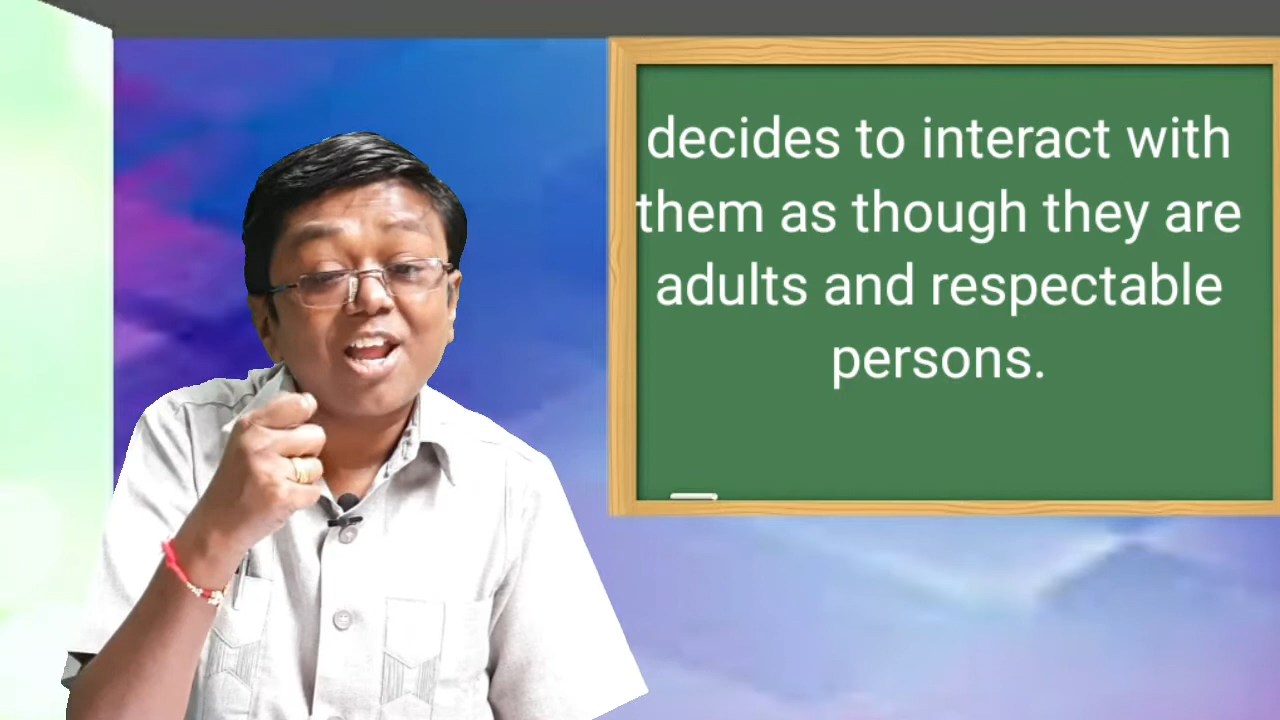 decides to interact with
them as though they are
adults and respectable
persons.